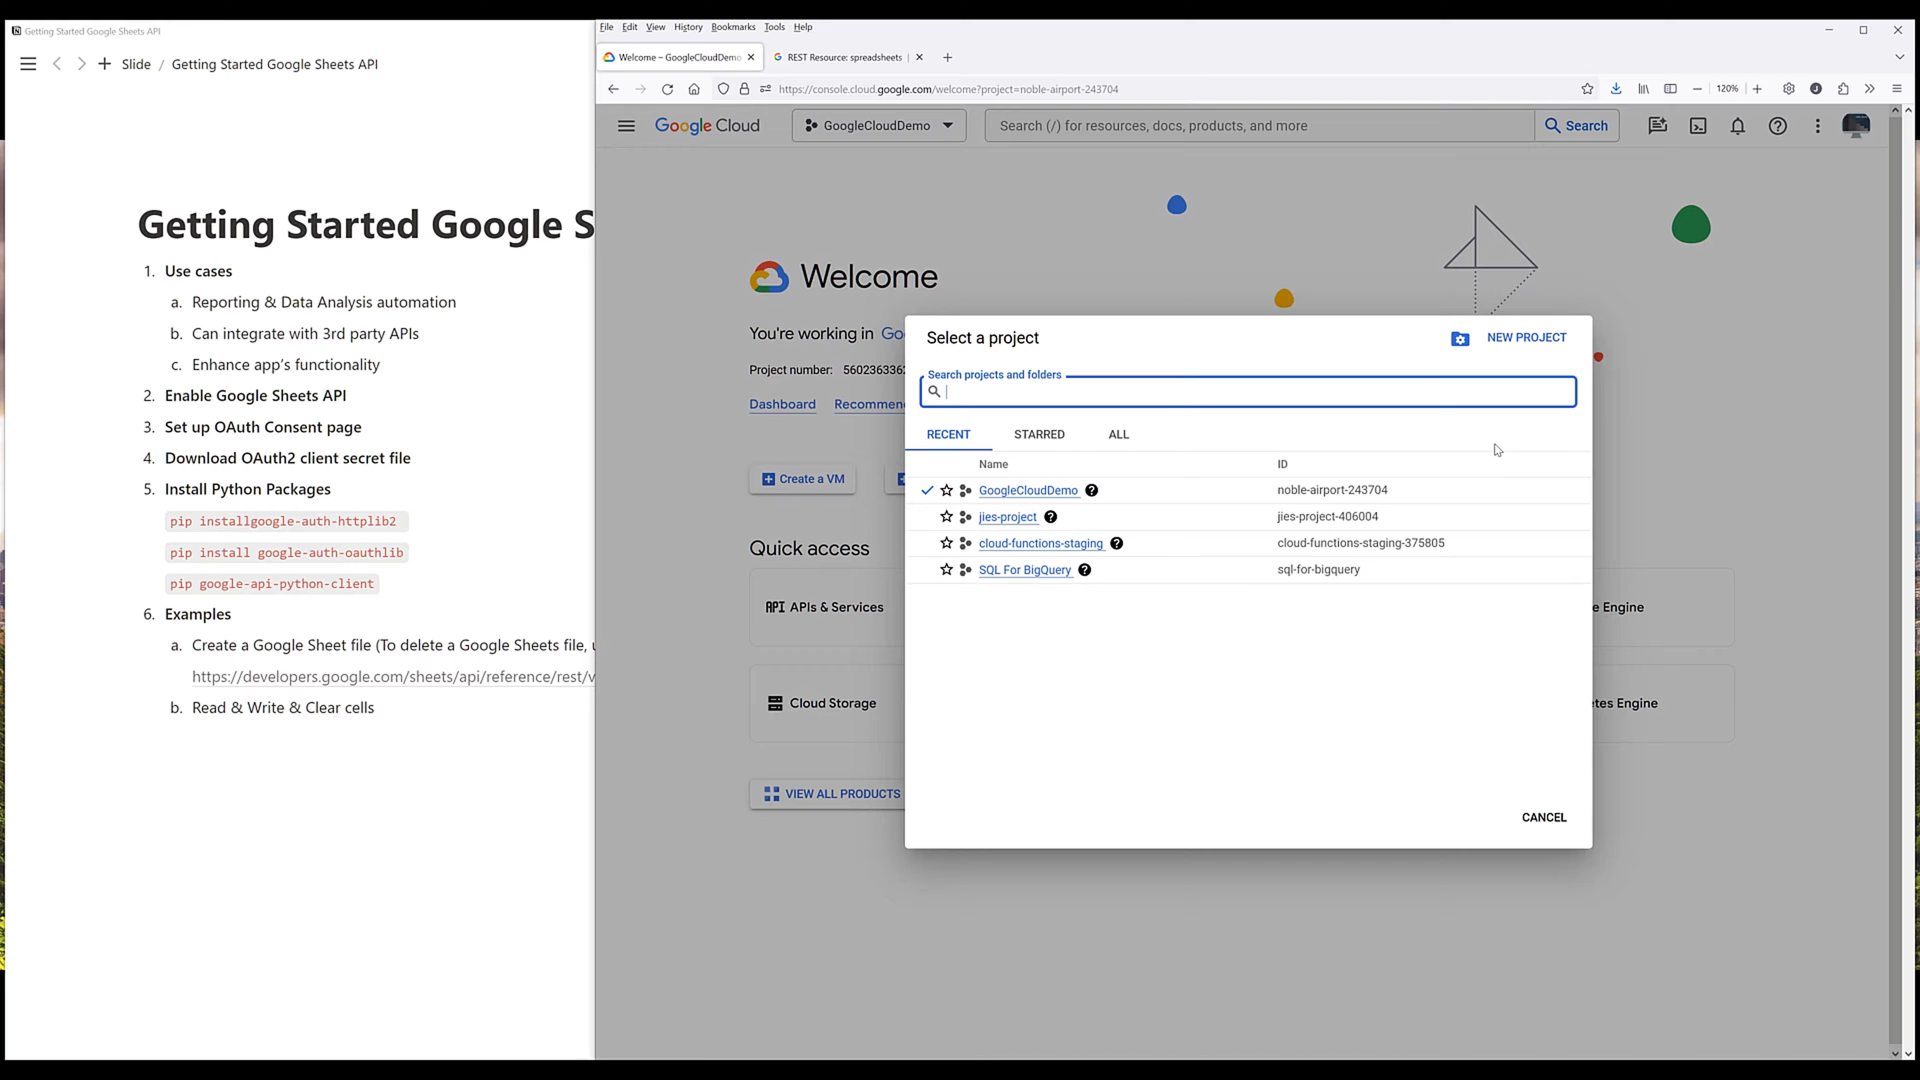 Getting Started Google Sheets API
Slide / Getting Started Google Sheets API
Getting Started Google S
1. Use cases
a. Reporting & Data Analysis automation
b. Can integrate with 3rd party APIs
c. Enhance app's functionality
2. Enable Google Sheets API
3. Set up OAuth Consent page
4. Download OAuth2 client secret file
5. Install Python Packages
pip installgoogle-auth-httplib2
pip install google-auth-oauthlib
pip google-api-python-client
6. Examples
a. Create a Google Sheet file (To delete a Google Sheets file, u
https://developers.google.com/sheets/api/reference/rest/v
b. Read & Write & Clear cells
File Edit View History Bookmarks Tools Help
Welcome – GoogleCloudDemo
REST Resource: spreadsheets
https://console.cloud.google.com/welcome?project=noble-airport-243704
120%
Google Cloud
GoogleCloudDemo
Search (/) for resources, docs, products, and more
Search
Welcome
You're working in Goo
Project number: 5602363362
Dashboard Recommen
Create a VM
Quick access
API APIs & Services
Cloud Storage
VIEW ALL PRODUCTS
Select a project
NEW PROJECT
Search projects and folders
RECENT STARRED ALL
Name ID
GoogleCloudDemo noble-airport-243704
jies-project jies-project-406004
cloud-functions-staging cloud-functions-staging-375805
SQL For BigQuery sql-for-bigquery
CANCEL
e Engine
etes Engine